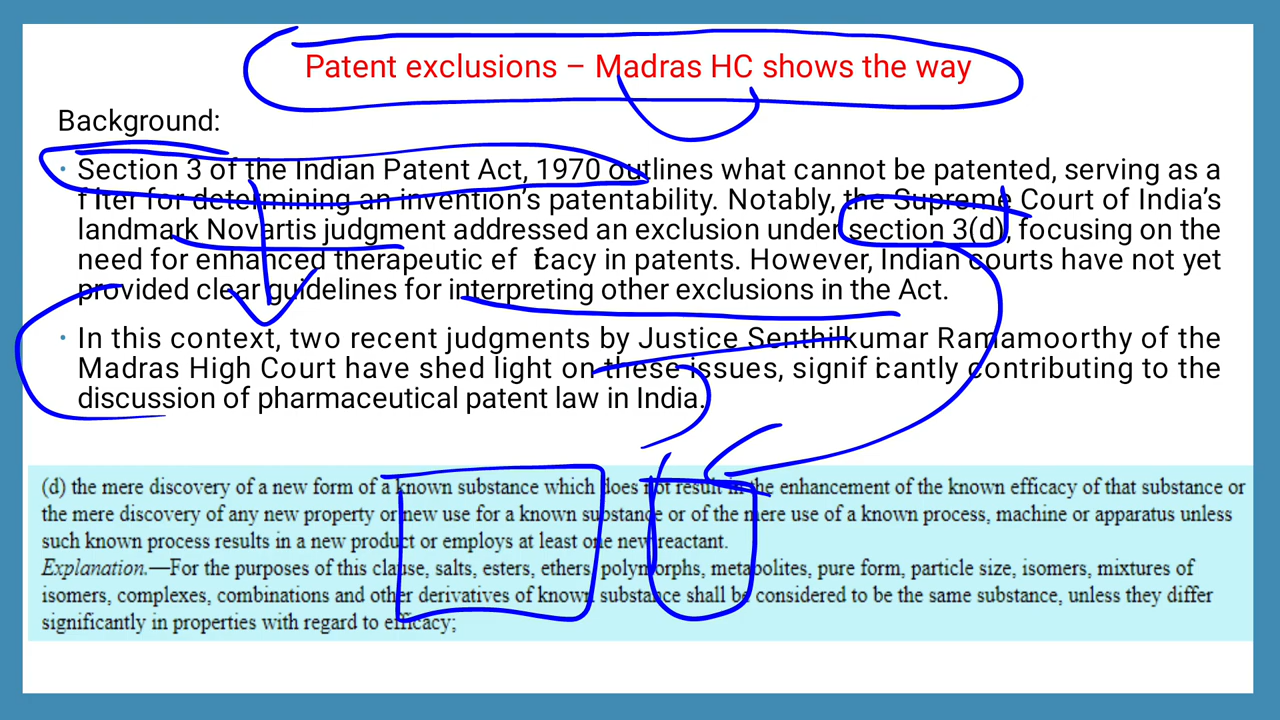 Patent exclusions – Madras HC shows the way
Background:
• Section 3 of the Indian Patent Act, 1970 outlines what cannot be patented, serving as a
f lter for determining an invention's patentability. Notably, the Supreme Court of India's
landmark Novartis judgment addressed an exclusion under section 3(d), focusing on the
need for enhanced therapeutic ef f cacy in patents. However, Indian courts have not yet
provided clear guidelines for interpreting other exclusions in the Act.
• In this context, two recent judgments by Justice Senthilkumar Ramamoorthy of the
Madras High Court have shed light on these issues, signif cantly contributing to the
discussion of pharmaceutical patent law in India.
(d) the mere discovery of a new form of a known substance which does not result in the enhancement of the known efficacy of that substance or
the mere discovery of any new property or new use for a known substance or of the mere use of a known process, machine or apparatus unless
such known process results in a new product or employs at least one new reactant.
Explanation.—For the purposes of this clause, salts, esters, ethers, polymorphs, metabolites, pure form, particle size, isomers, mixtures of
isomers, complexes, combinations and other derivatives of known substance shall be considered to be the same substance, unless they differ
significantly in properties with regard to efficacy;